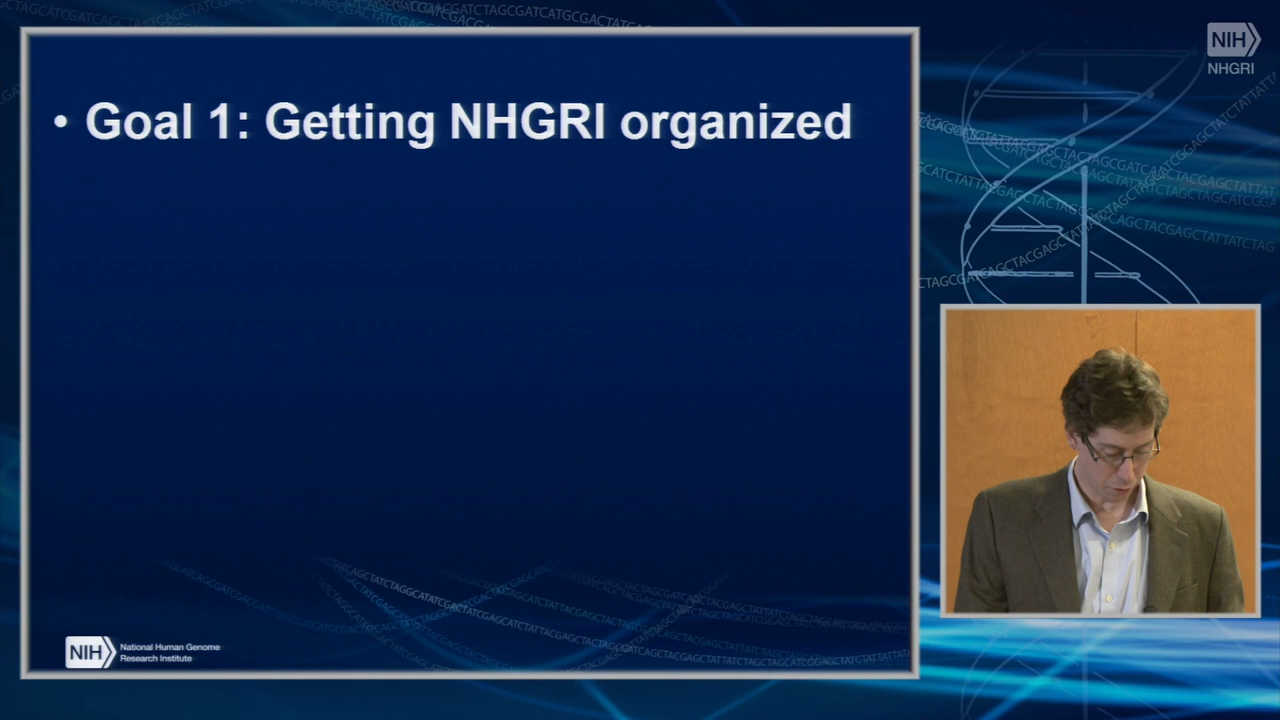 • Goal 1: Getting NHGRI organized
NIH
National Human Genome
Research Institute
NIH
NHGRI